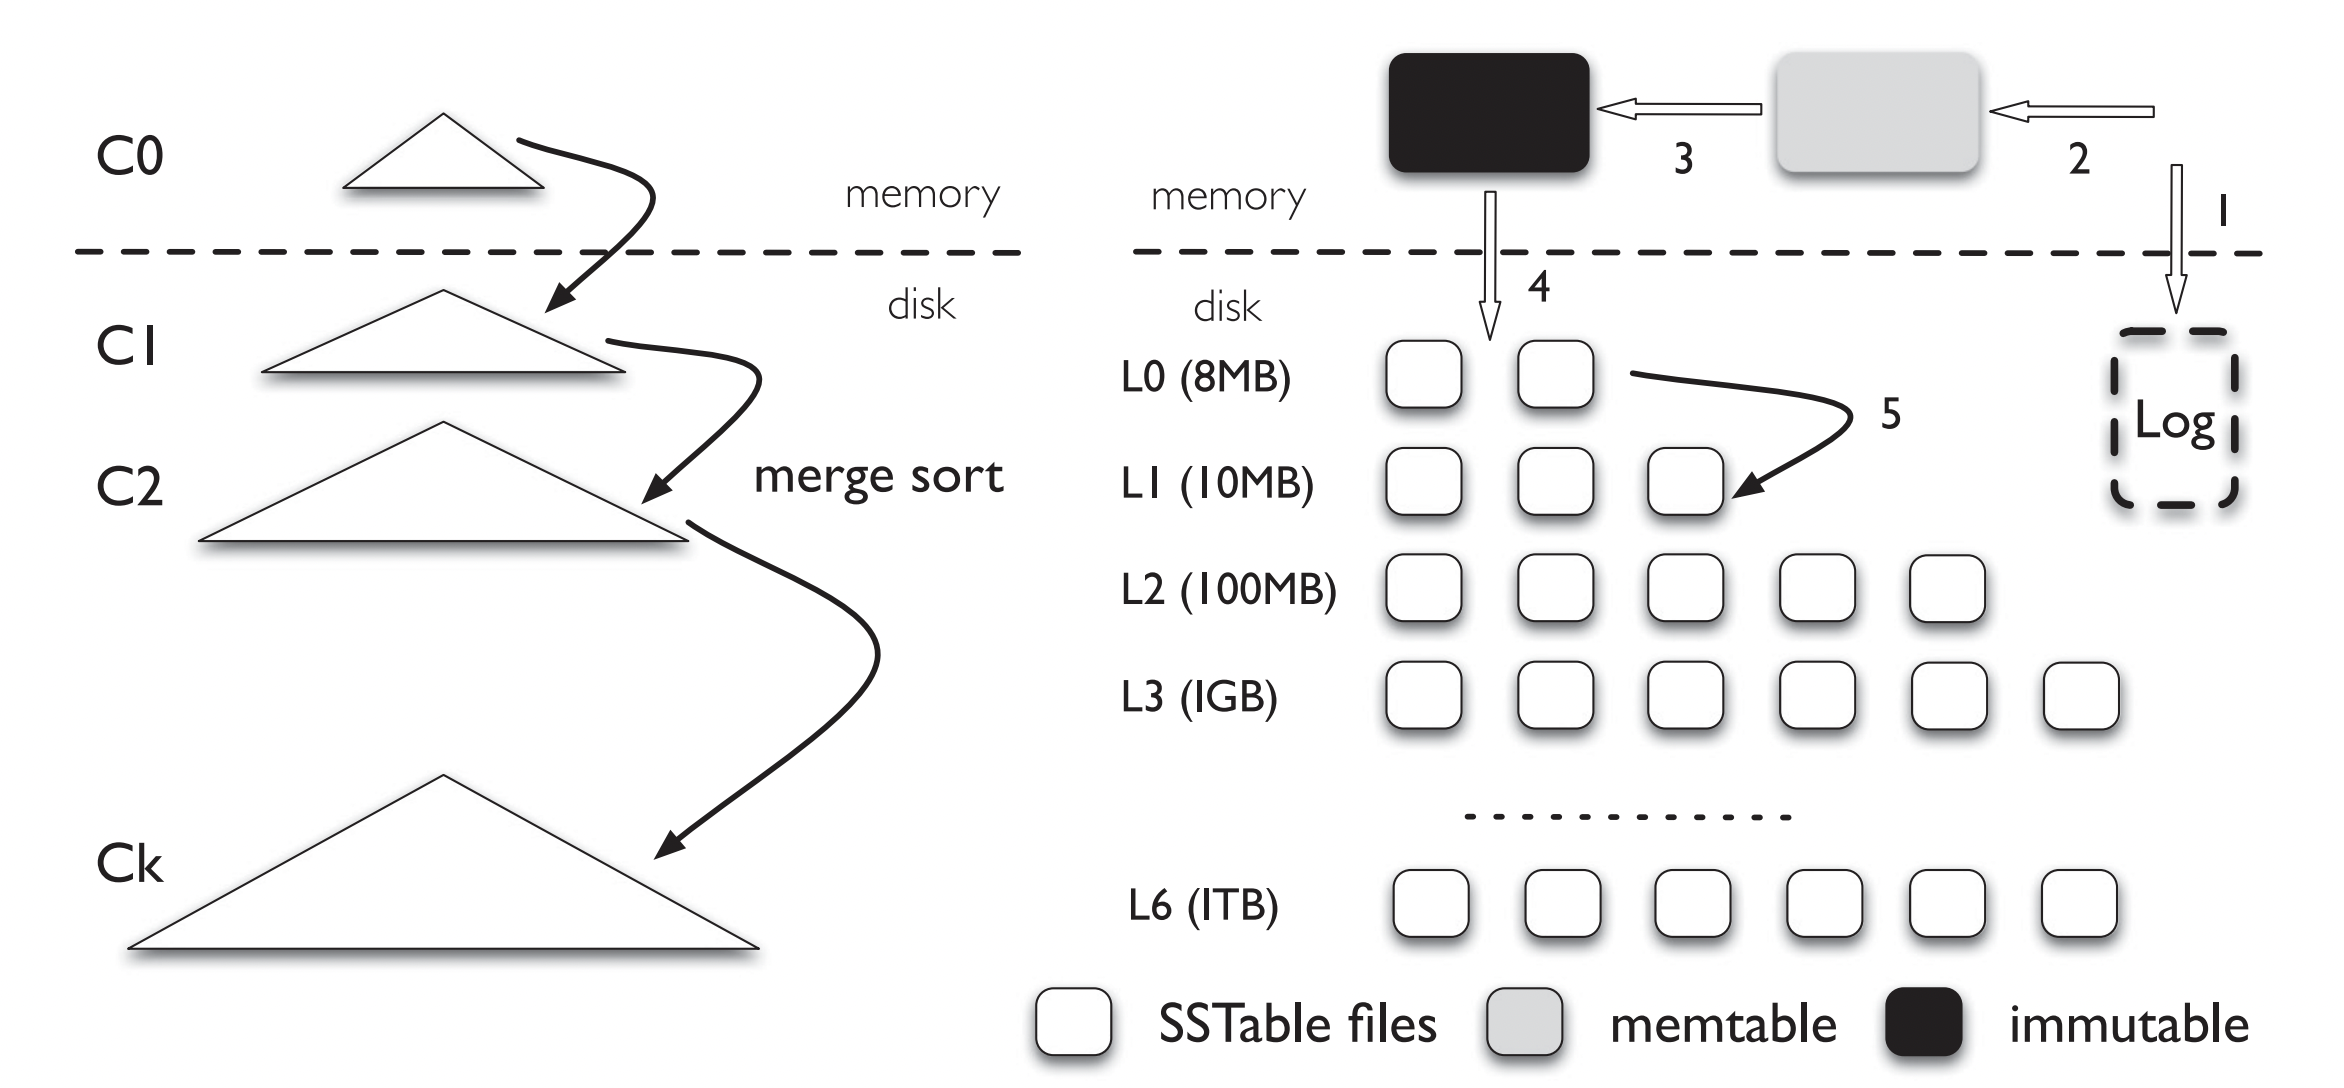 C0
memory
disk
C1
C2
merge sort
Ck
3
2
memory
1
4
disk
L0 (8MB)
5
Log
L1 (10MB)
L2 (100MB)
L3 (1GB)
L6 (1TB)
SSTable files
memtable
immutable